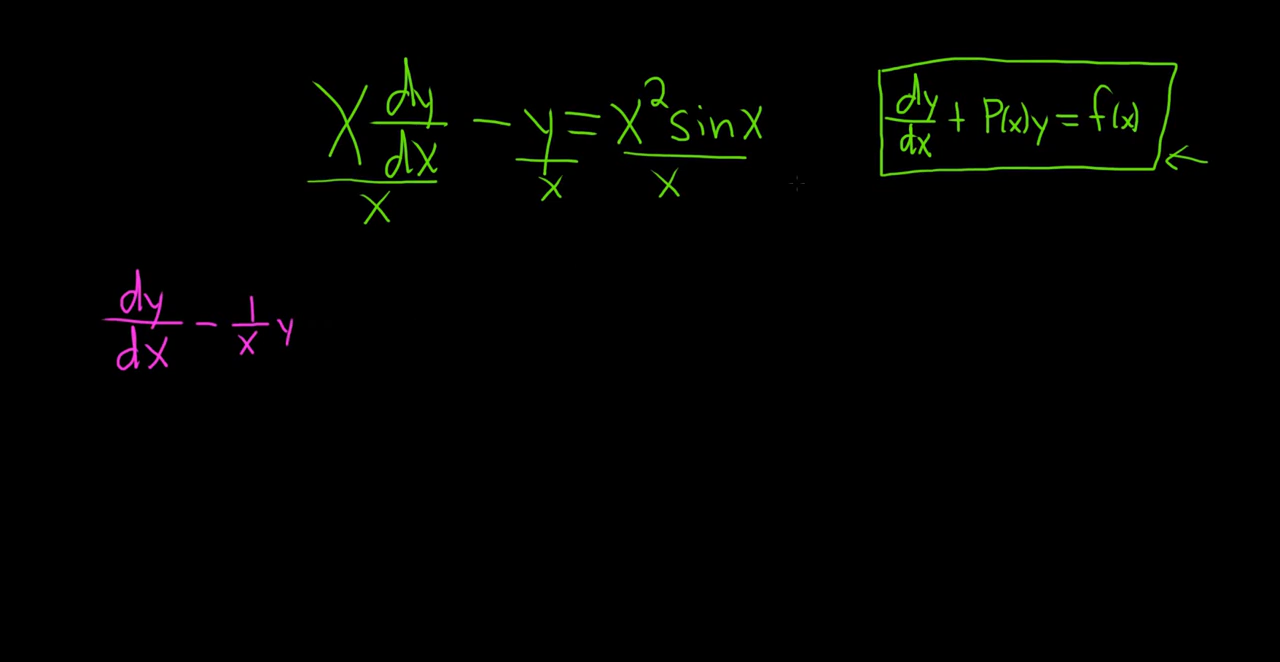 x dy/dx / x - y/x = x² sin x / x
dy/dx + P(x)y = f(x) ←
dy/dx - 1/x y